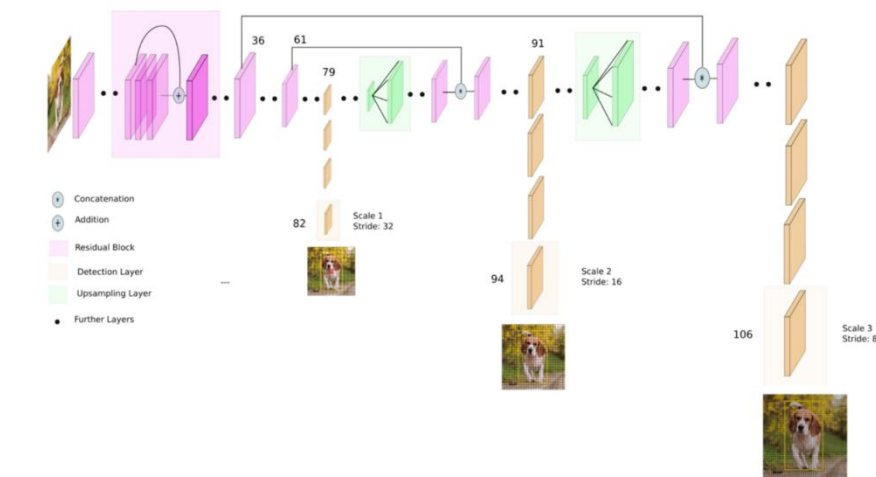 36
61
79
91
Concatenation
Addition
Residual Block
Detection Layer
Upsampling Layer
Further Layers
...
82
Scale 1
Stride: 32
94
Scale 2
Stride: 16
106
Scale 3
Stride: 8